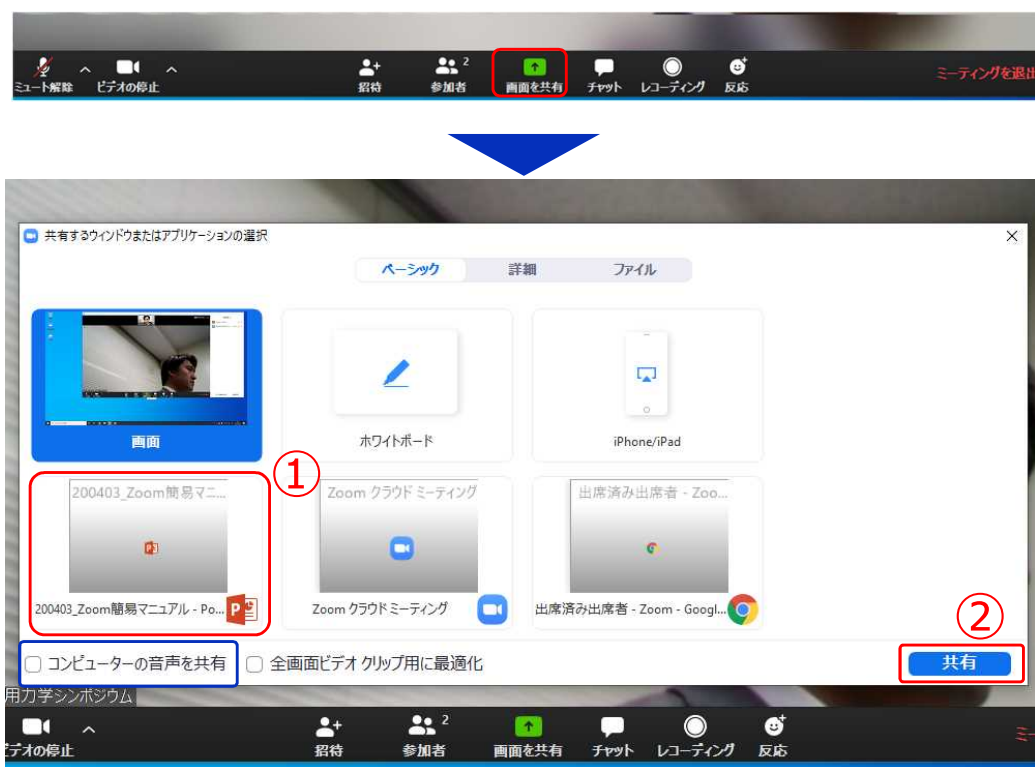 ミュート解除 ビデオの停止 招待 参加者 2 画面を共有 チャット レコーディング 反応 ミーティングを退出
共有するウィンドウまたはアプリケーションの選択
ベーシック 詳細 ファイル
画面 ホワイトボード iPhone/iPad
①
200403_Zoom簡易マニ... Zoom クラウド ミーティング 出席済み出席者 - Zoo...
200403_Zoom簡易マニュアル - Po... Zoom クラウド ミーティング 出席済み出席者 - Zoom - Googl...
②
コンピューターの音声を共有 全画面ビデオ クリップ用に最適化 共有
用力学シンポジウム
デオの停止 招待 参加者 2 画面を共有 チャット レコーディング 反応 ミー